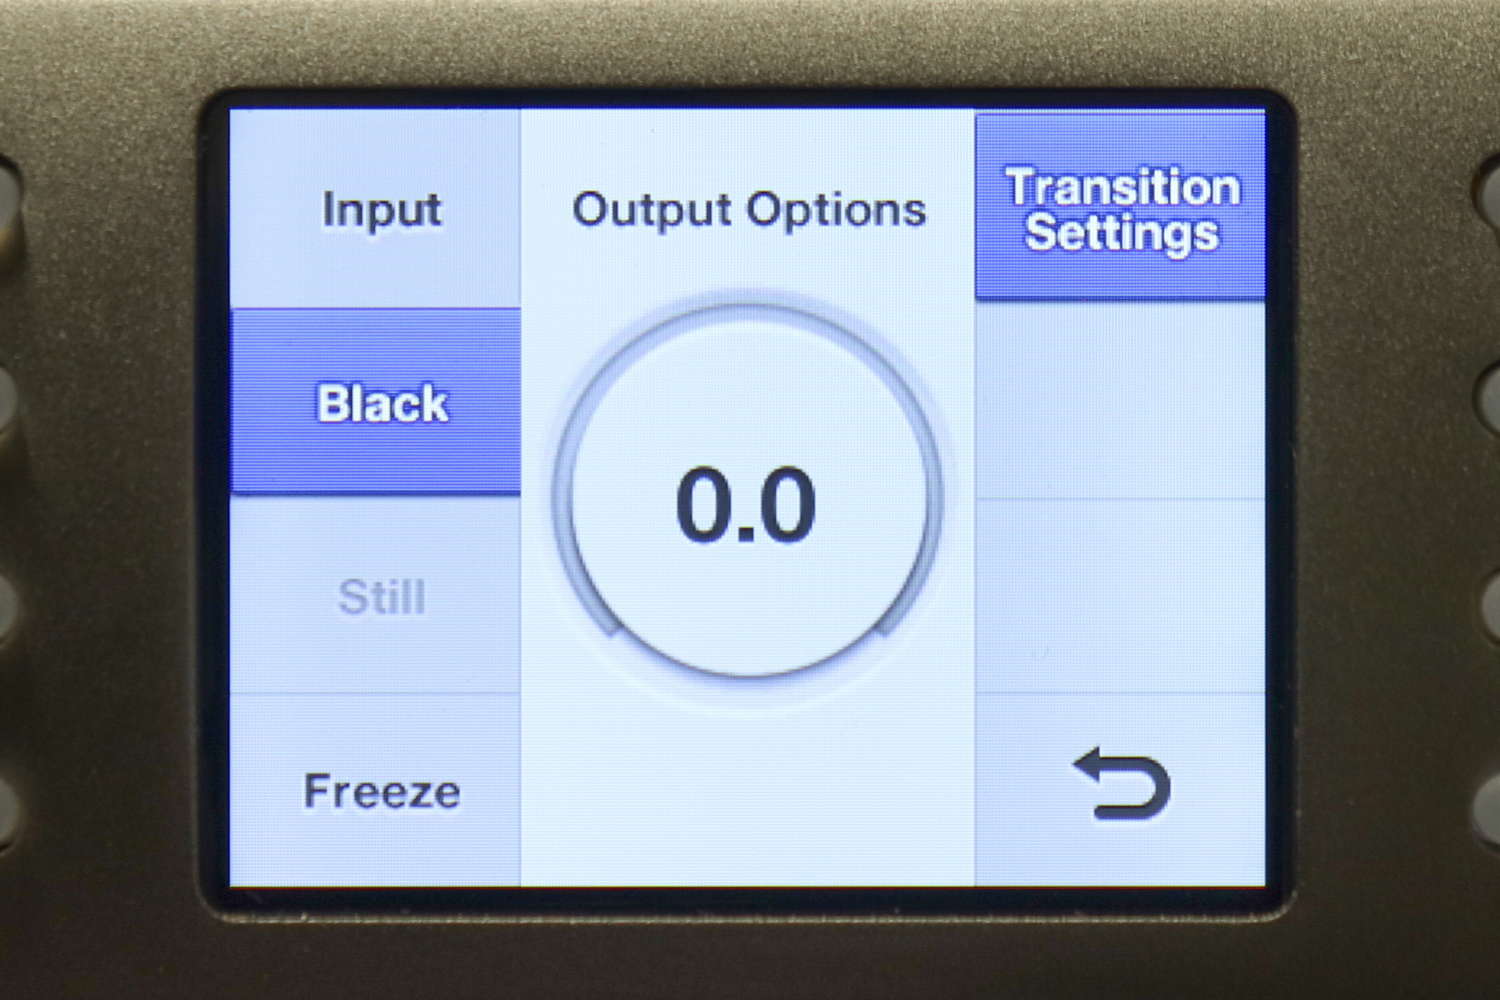 Input
Black
Still
Freeze
Output Options
0.0
Transition
Settings